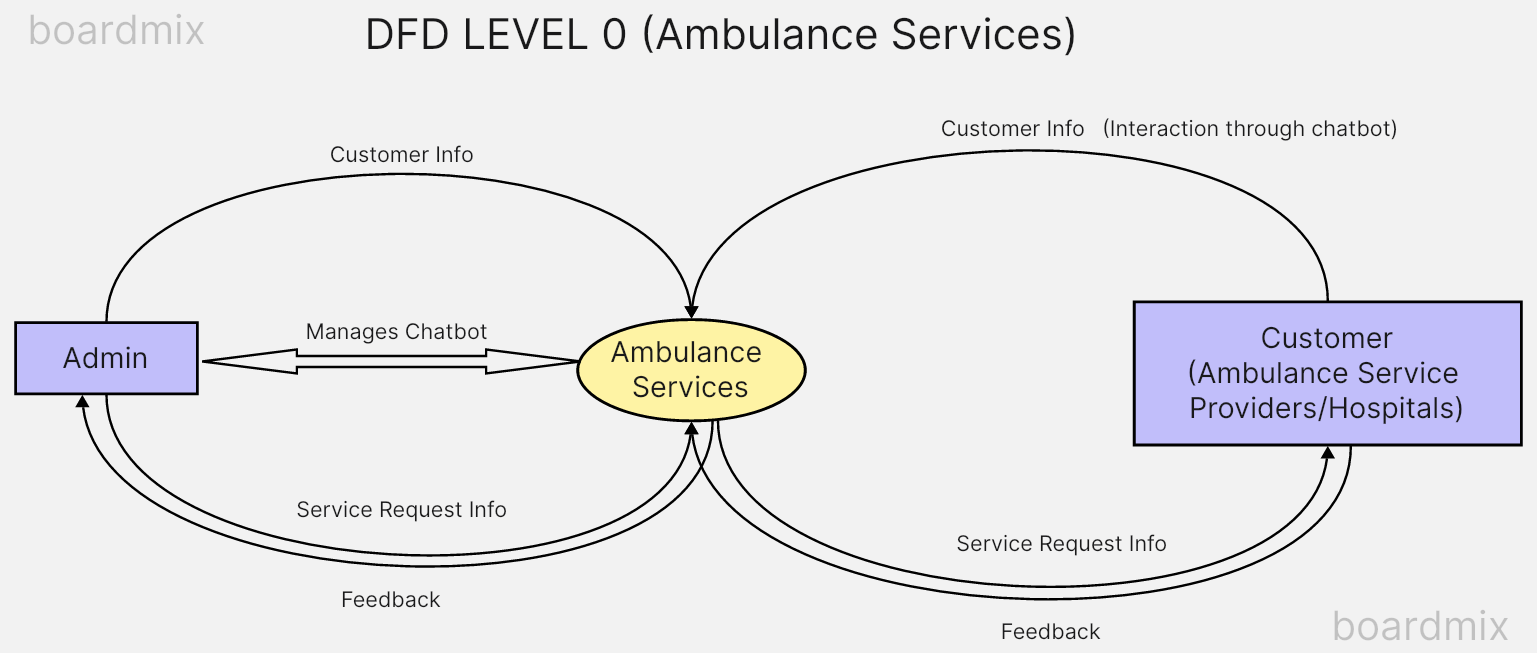 boardmix
DFD LEVEL 0 (Ambulance Services)
Customer Info (Interaction through chatbot)
Customer Info
Manages Chatbot
Admin
Ambulance
Services
Customer
(Ambulance Service
Providers/Hospitals)
Service Request Info
Service Request Info
Feedback
Feedback
boardmix